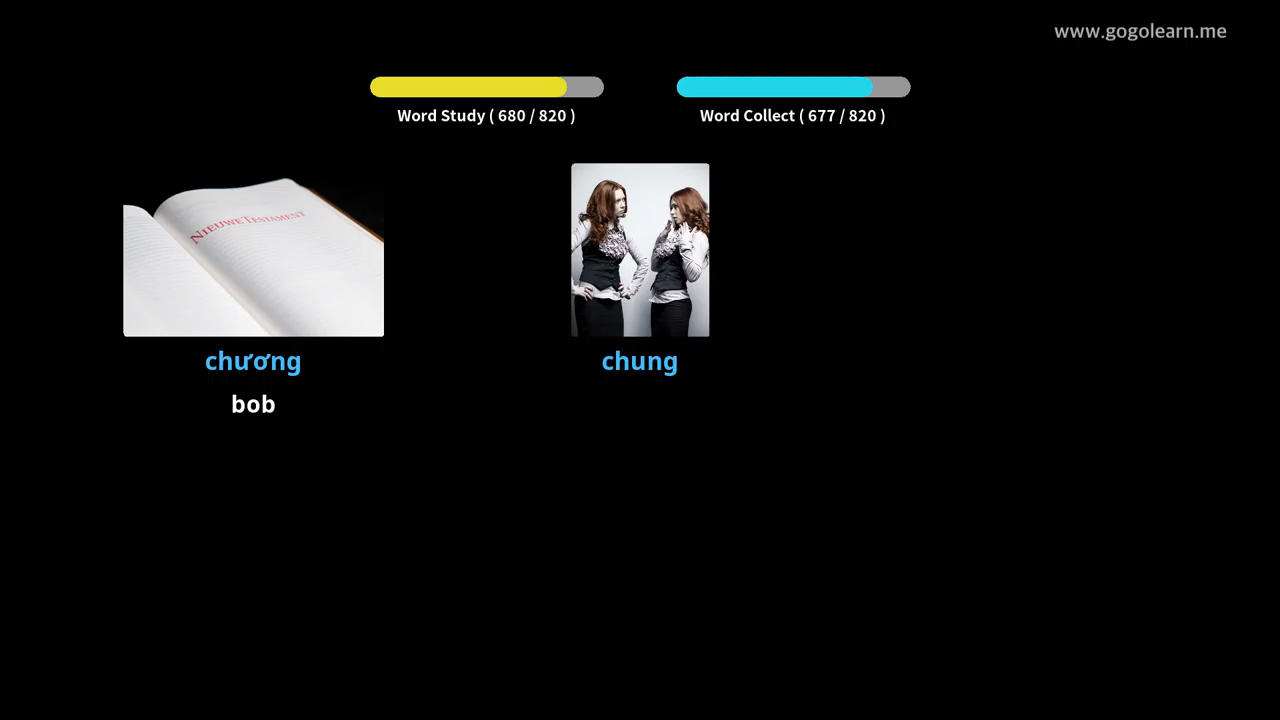 www.gogolearn.me
Word Study ( 680 / 820 )
Word Collect ( 677 / 820 )
NIEUWE TESTAMENT
chương
chung
bob